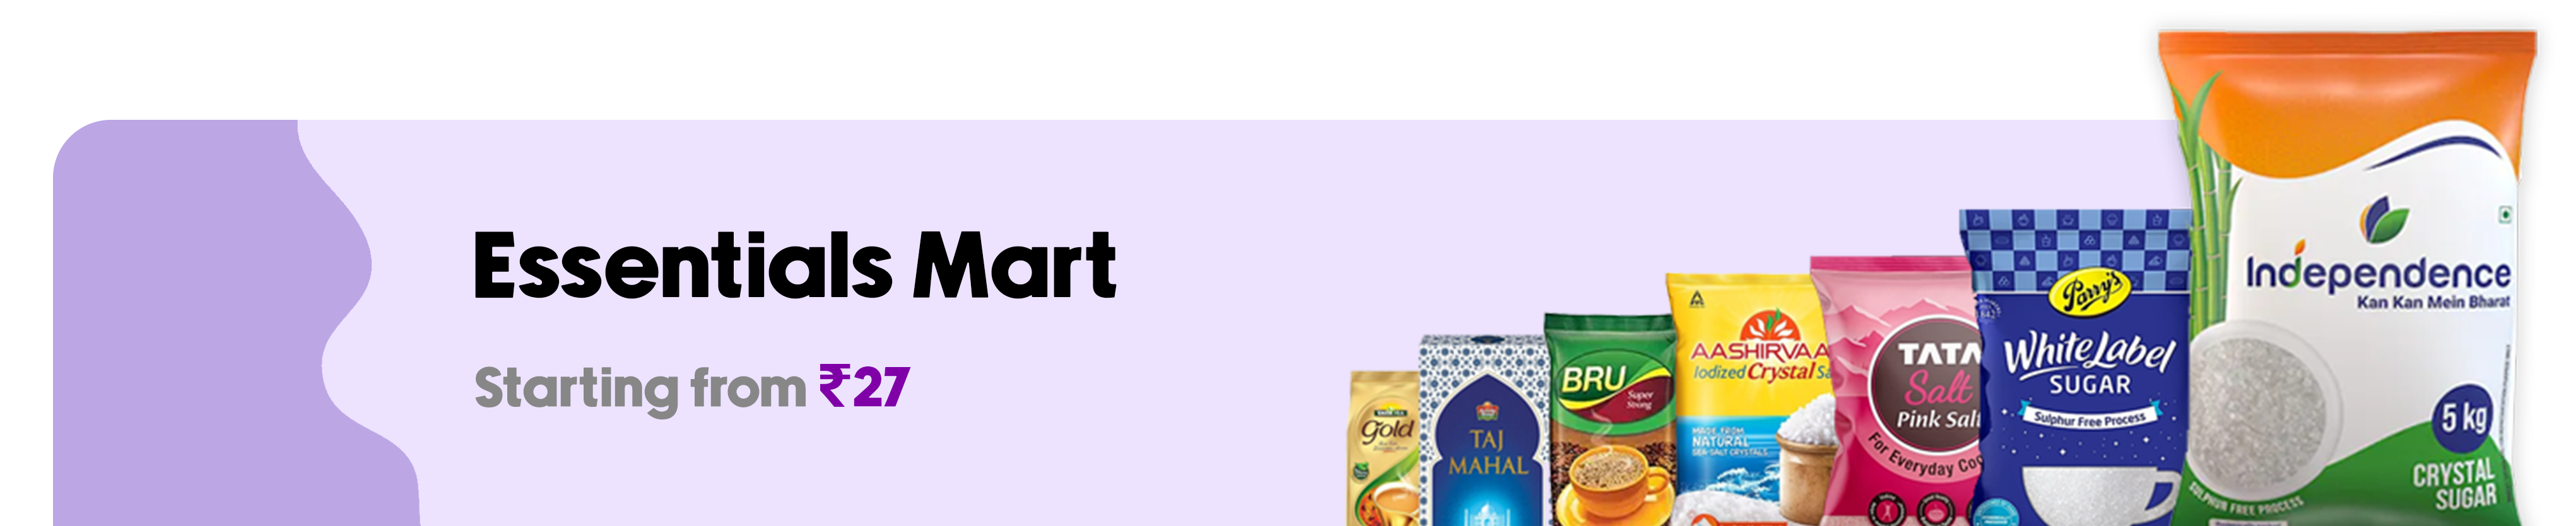 Essentials Mart
Starting from ₹27
Gold
TAJ
MAHAL
BRU
Super
Strong
AASHIRVAA
Iodized Crystal Sa
MADE FROM
NATURAL
SEA SALT CRYSTALS
TATA
Salt
Pink Salt
For Everyday Coo
Parry's
White Label
SUGAR
Sulphur Free Process
Independence
Kan Kan Mein Bharat
5 kg
CRYSTAL
SUGAR
SULPHUR FREE PROCESS